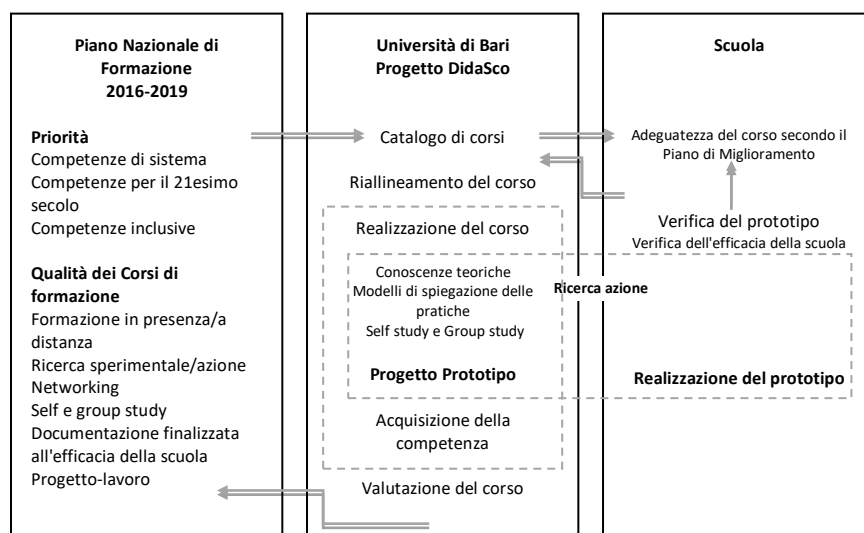 Piano Nazionale di
Formazione
2016-2019
Priorità
Competenze di sistema
Competenze per il 21esimo
secolo
Competenze inclusive
Qualità dei Corsi di
formazione
Formazione in presenza/a
distanza
Ricerca sperimentale/azione
Networking
Self e group study
Documentazione finalizzata
all'efficacia della scuola
Progetto-lavoro
Università di Bari
Progetto DidaSco
Catalogo di corsi
Riallineamento del corso
Realizzazione del corso
Conoscenze teoriche
Modelli di spiegazione delle
pratiche
Self study e Group study
Progetto Prototipo
Acquisizione della
competenza
Valutazione del corso
Ricerca azione
Scuola
Adeguatezza del corso secondo il
Piano di Miglioramento
Verifica del prototipo
Verifica dell'efficacia della scuola
Realizzazione del prototipo